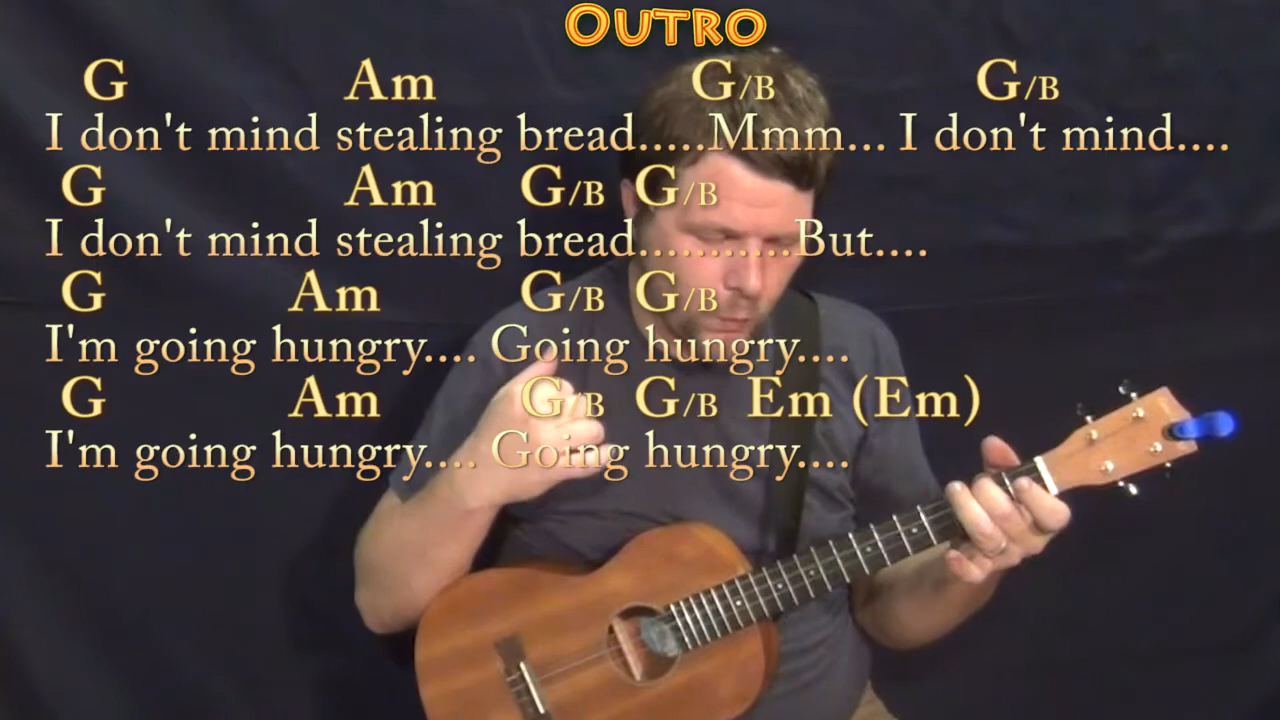 OUTRO
G Am G/B G/B
I don't mind stealing bread.....Mmm... I don't mind....
G Am G/B G/B
I don't mind stealing bread............But....
G Am G/B G/B
I'm going hungry.... Going hungry....
G Am G/B G/B Em (Em)
I'm going hungry.... Going hungry....